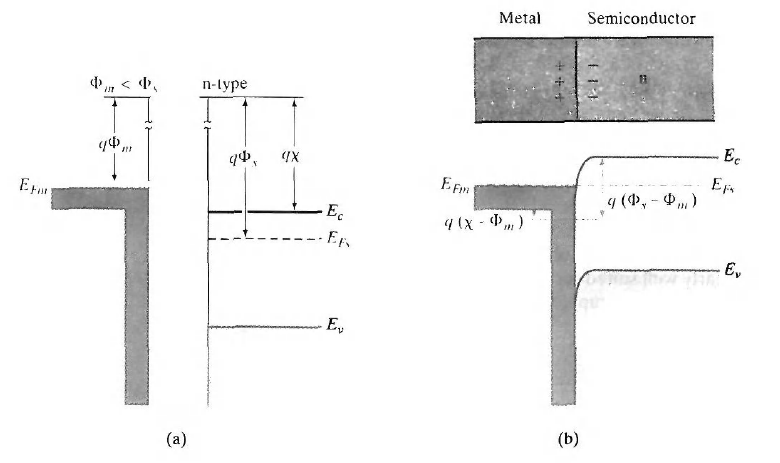 Φm < Φs
n-type
qΦm
qΦs
qχ
EFm
Ec
EFs
Ev
(a)
Metal Semiconductor
+ −
+ − n
+ −
Ec
EFm
EFs
q (Φs − Φm)
q (χ - Φm)
Ev
(b)